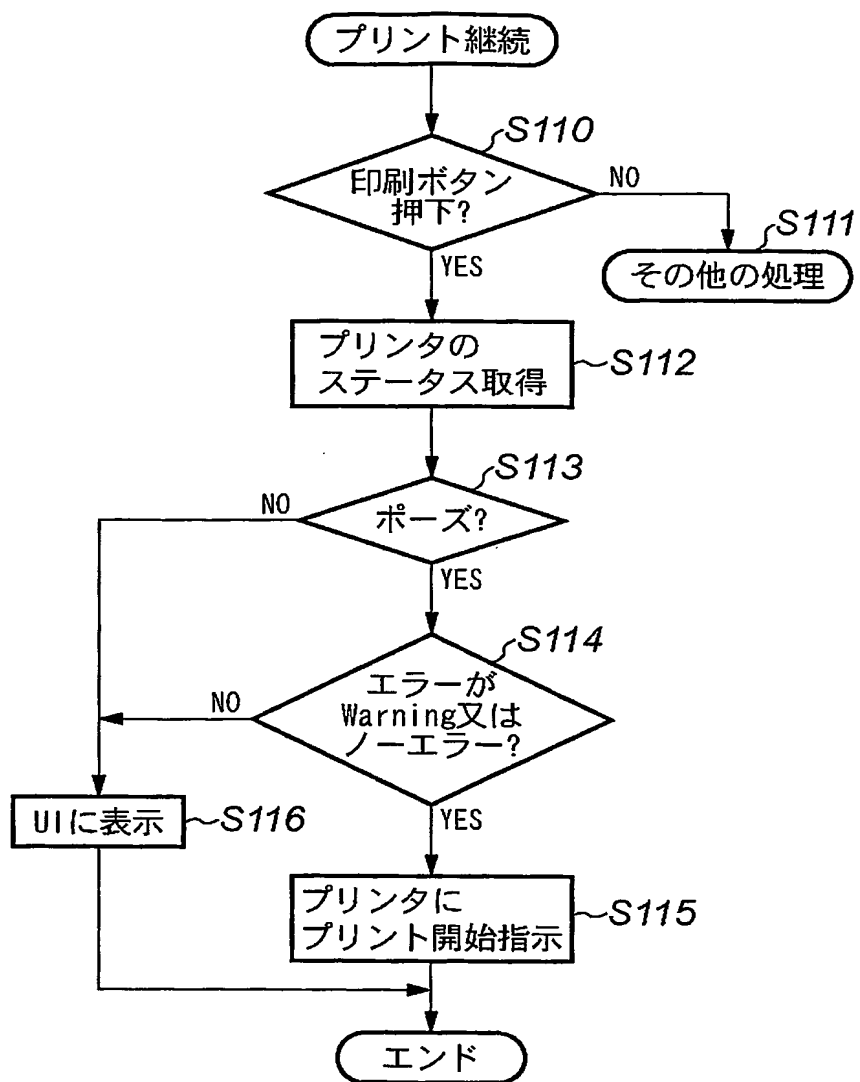 プリント継続
S110
印刷ボタン
押下?
NO
S111
その他の処理
YES
プリンタの
ステータス取得
S112
S113
ポーズ?
NO
YES
S114
エラーが
Warning又は
ノーエラー?
NO
YES
UIに表示
S116
プリンタに
プリント開始指示
S115
エンド